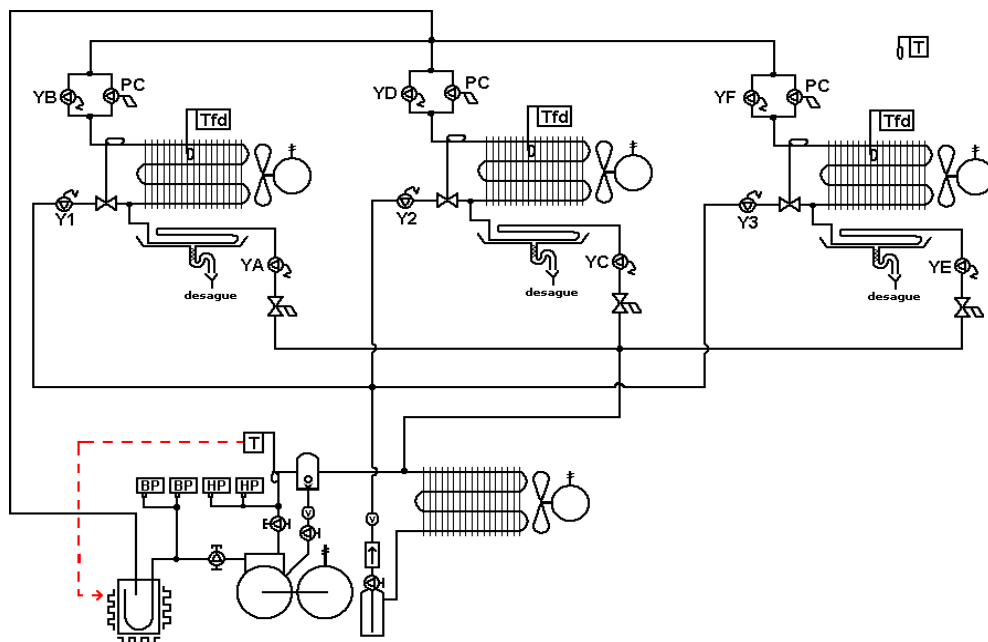 T
YB
PC
YD
PC
YF
PC
Tfd
Tfd
Tfd
Y1
Y2
Y3
YA
YC
YE
desague
desague
desague
T
BP
BP
HP
HP
V
V